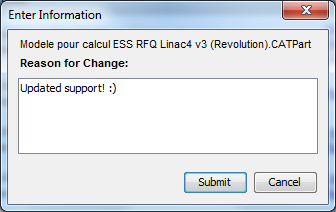 Enter Information
Modele pour calcul ESS RFQ Linac4 v3 (Revolution).CATPart
Reason for Change:
Updated support! :)
Submit
Cancel